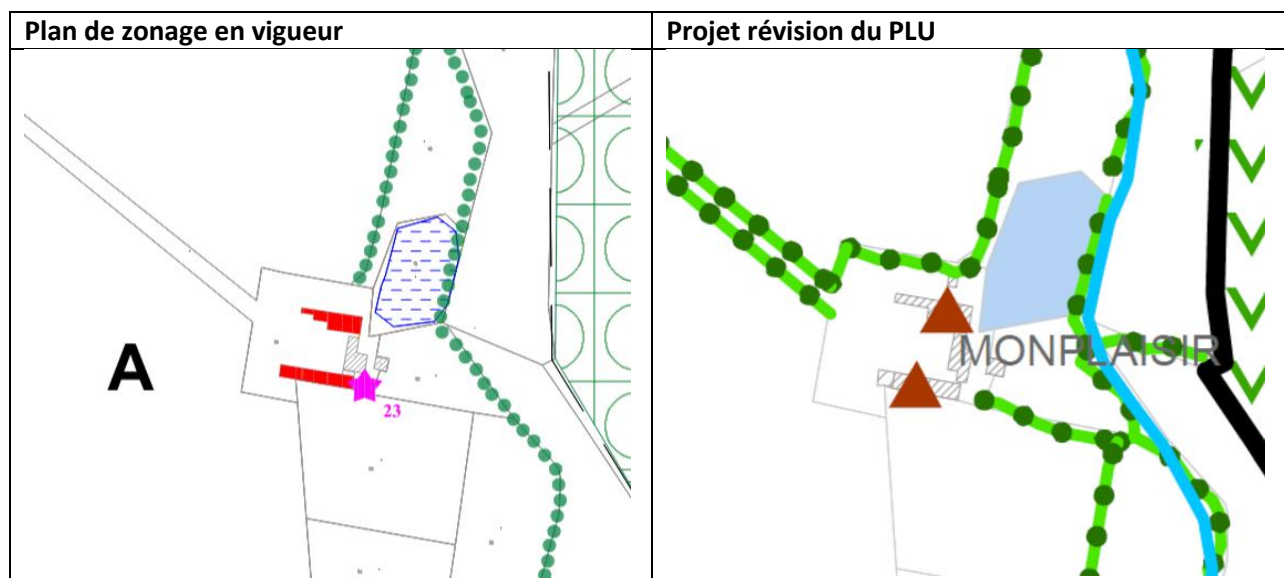 Plan de zonage en vigueur
Projet révision du PLU
A
23
MONPLAISIR